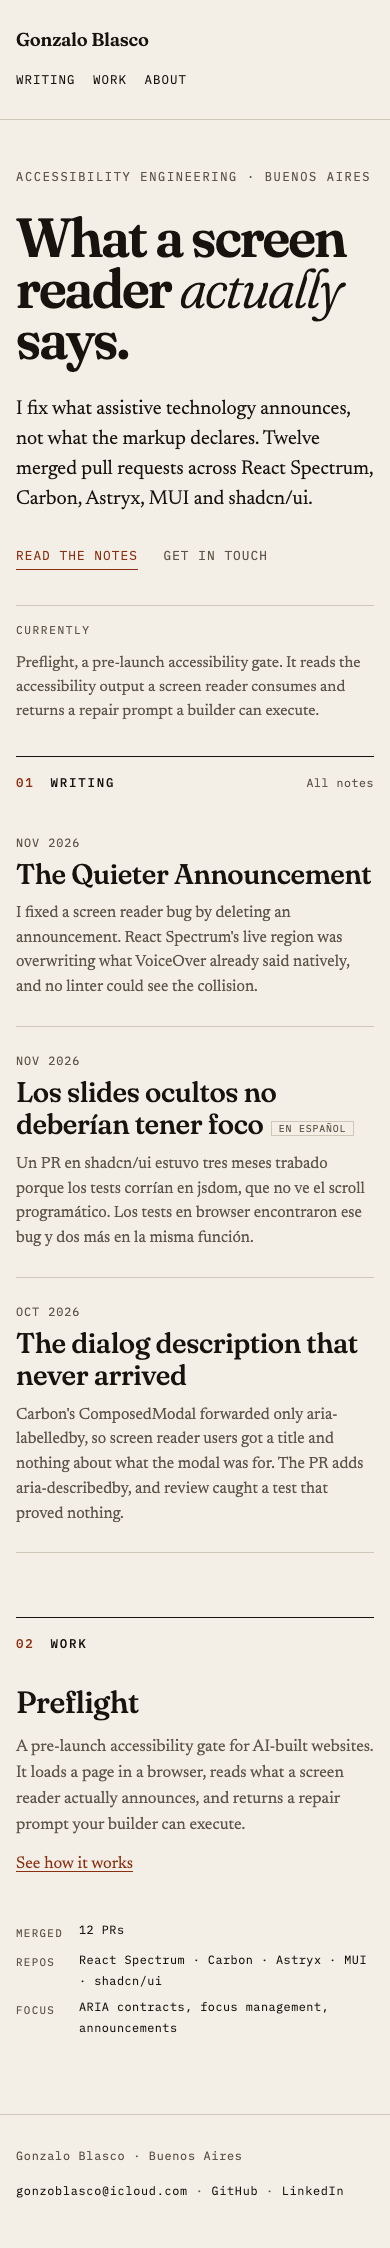 Gonzalo Blasco
WRITING WORK ABOUT
ACCESSIBILITY ENGINEERING · BUENOS AIRES
What a screen
reader actually
says.
I fix what assistive technology announces,
not what the markup declares. Twelve
merged pull requests across React Spectrum,
Carbon, Astryx, MUI and shadcn/ui.
READ THE NOTES GET IN TOUCH
CURRENTLY
Preflight, a pre-launch accessibility gate. It reads the
accessibility output a screen reader consumes and
returns a repair prompt a builder can execute.
01 WRITING All notes
NOV 2026
The Quieter Announcement
I fixed a screen reader bug by deleting an
announcement. React Spectrum's live region was
overwriting what VoiceOver already said natively,
and no linter could see the collision.
NOV 2026
Los slides ocultos no
deberían tener foco EN ESPAÑOL
Un PR en shadcn/ui estuvo tres meses trabado
porque los tests corrían en jsdom, que no ve el scroll
programático. Los tests en browser encontraron ese
bug y dos más en la misma función.
OCT 2026
The dialog description that
never arrived
Carbon's ComposedModal forwarded only aria-
labelledby, so screen reader users got a title and
nothing about what the modal was for. The PR adds
aria-describedby, and review caught a test that
proved nothing.
02 WORK
Preflight
A pre-launch accessibility gate for AI-built websites.
It loads a page in a browser, reads what a screen
reader actually announces, and returns a repair
prompt your builder can execute.
See how it works
MERGED 12 PRs
REPOS React Spectrum · Carbon · Astryx · MUI
· shadcn/ui
FOCUS ARIA contracts, focus management,
announcements
Gonzalo Blasco · Buenos Aires
gonzoblasco@icloud.com · GitHub · LinkedIn